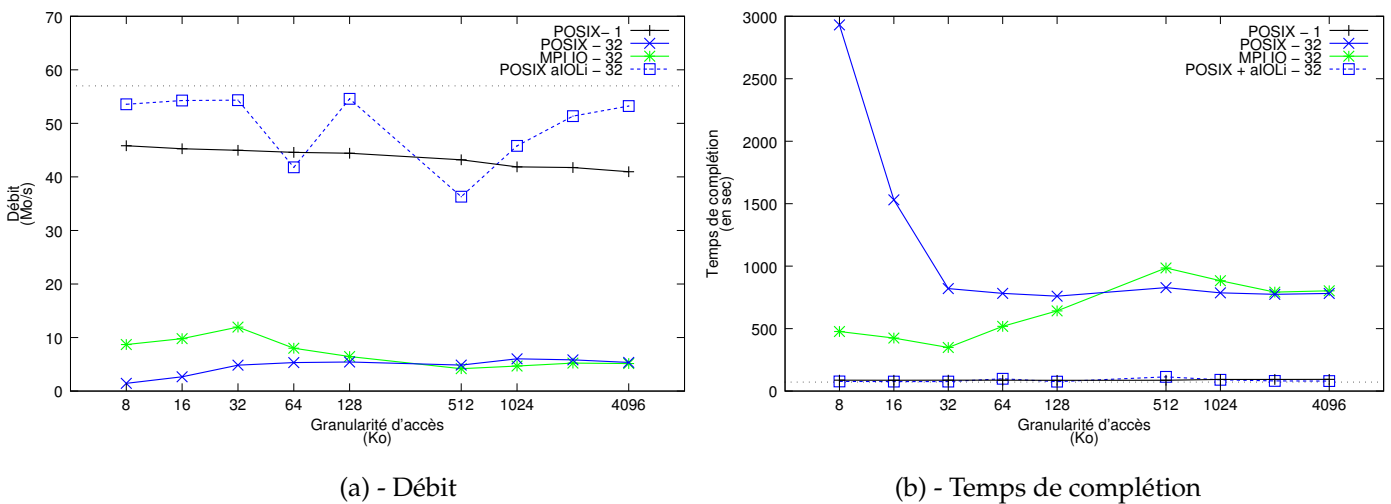 70
60
50
40
30
20
10
0
Débit
(Mo/s)
POSIX− 1
POSIX − 32
MPI IO − 32
POSIX aIOLi − 32
8 16 32 64 128 512 1024 4096
Granularité d'accès
(Ko)
(a) - Débit
3000
2500
2000
1500
1000
500
0
Temps de complétion
(en sec)
POSIX − 1
POSIX − 32
MPI IO − 32
POSIX + aIOLi − 32
8 16 32 64 128 512 1024 4096
Granularité d'accès
(Ko)
(b) - Temps de complétion